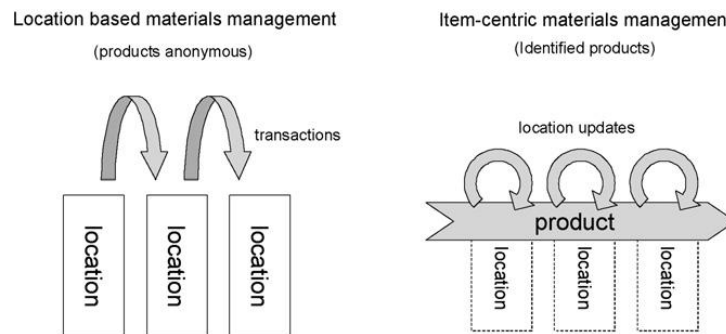 Location based materials management
(products anonymous)
transactions
location
location
location
Item-centric materials management
(Identified products)
location updates
product
location
location
location